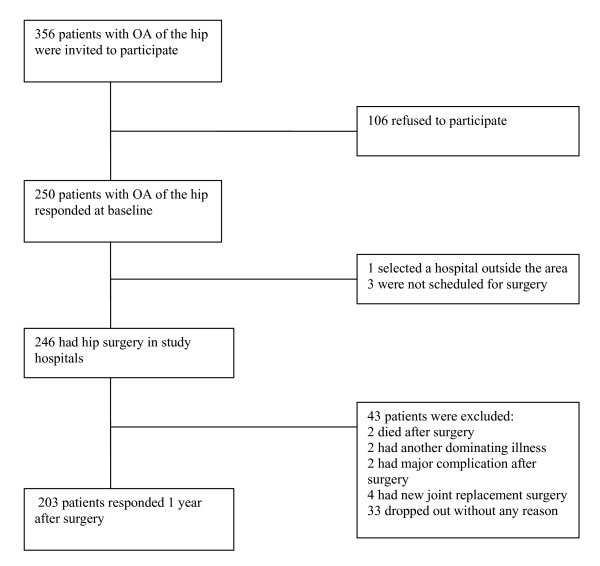 356 patients with OA of the hip
were invited to participate
106 refused to participate
250 patients with OA of the hip
responded at baseline
1 selected a hospital outside the area
3 were not scheduled for surgery
246 had hip surgery in study
hospitals
43 patients were excluded:
2 died after surgery
2 had another dominating illness
2 had major complication after
surgery
4 had new joint replacement surgery
33 dropped out without any reason
203 patients responded 1 year
after surgery